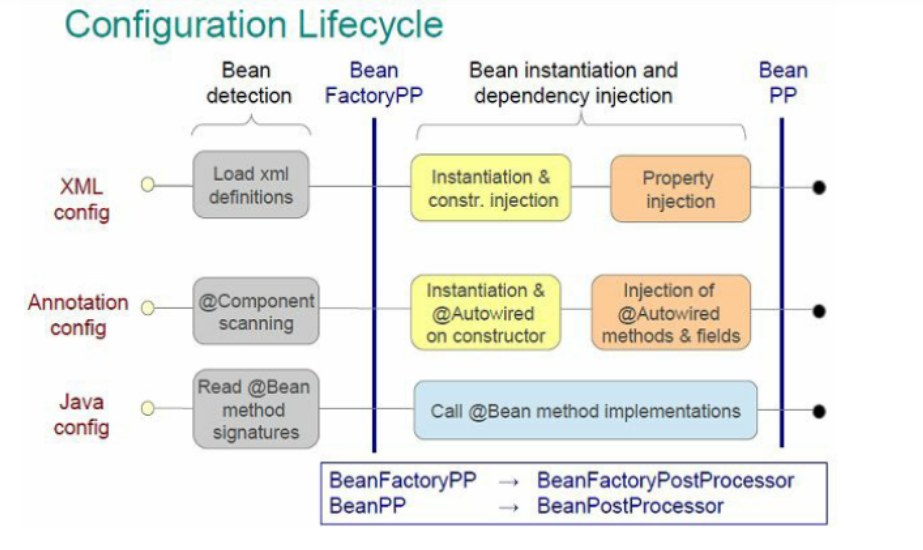 Configuration Lifecycle
Bean
detection
Bean
FactoryPP
Bean instantiation and
dependency injection
Bean
PP
XML
config
Load xml
definitions
Instantiation &
constr. injection
Property
injection
Annotation
config
@Component
scanning
Instantiation &
@Autowired
on constructor
Injection of
@Autowired
methods & fields
Java
config
Read @Bean
method
signatures
Call @Bean method implementations
BeanFactoryPP → BeanFactoryPostProcessor
BeanPP → BeanPostProcessor